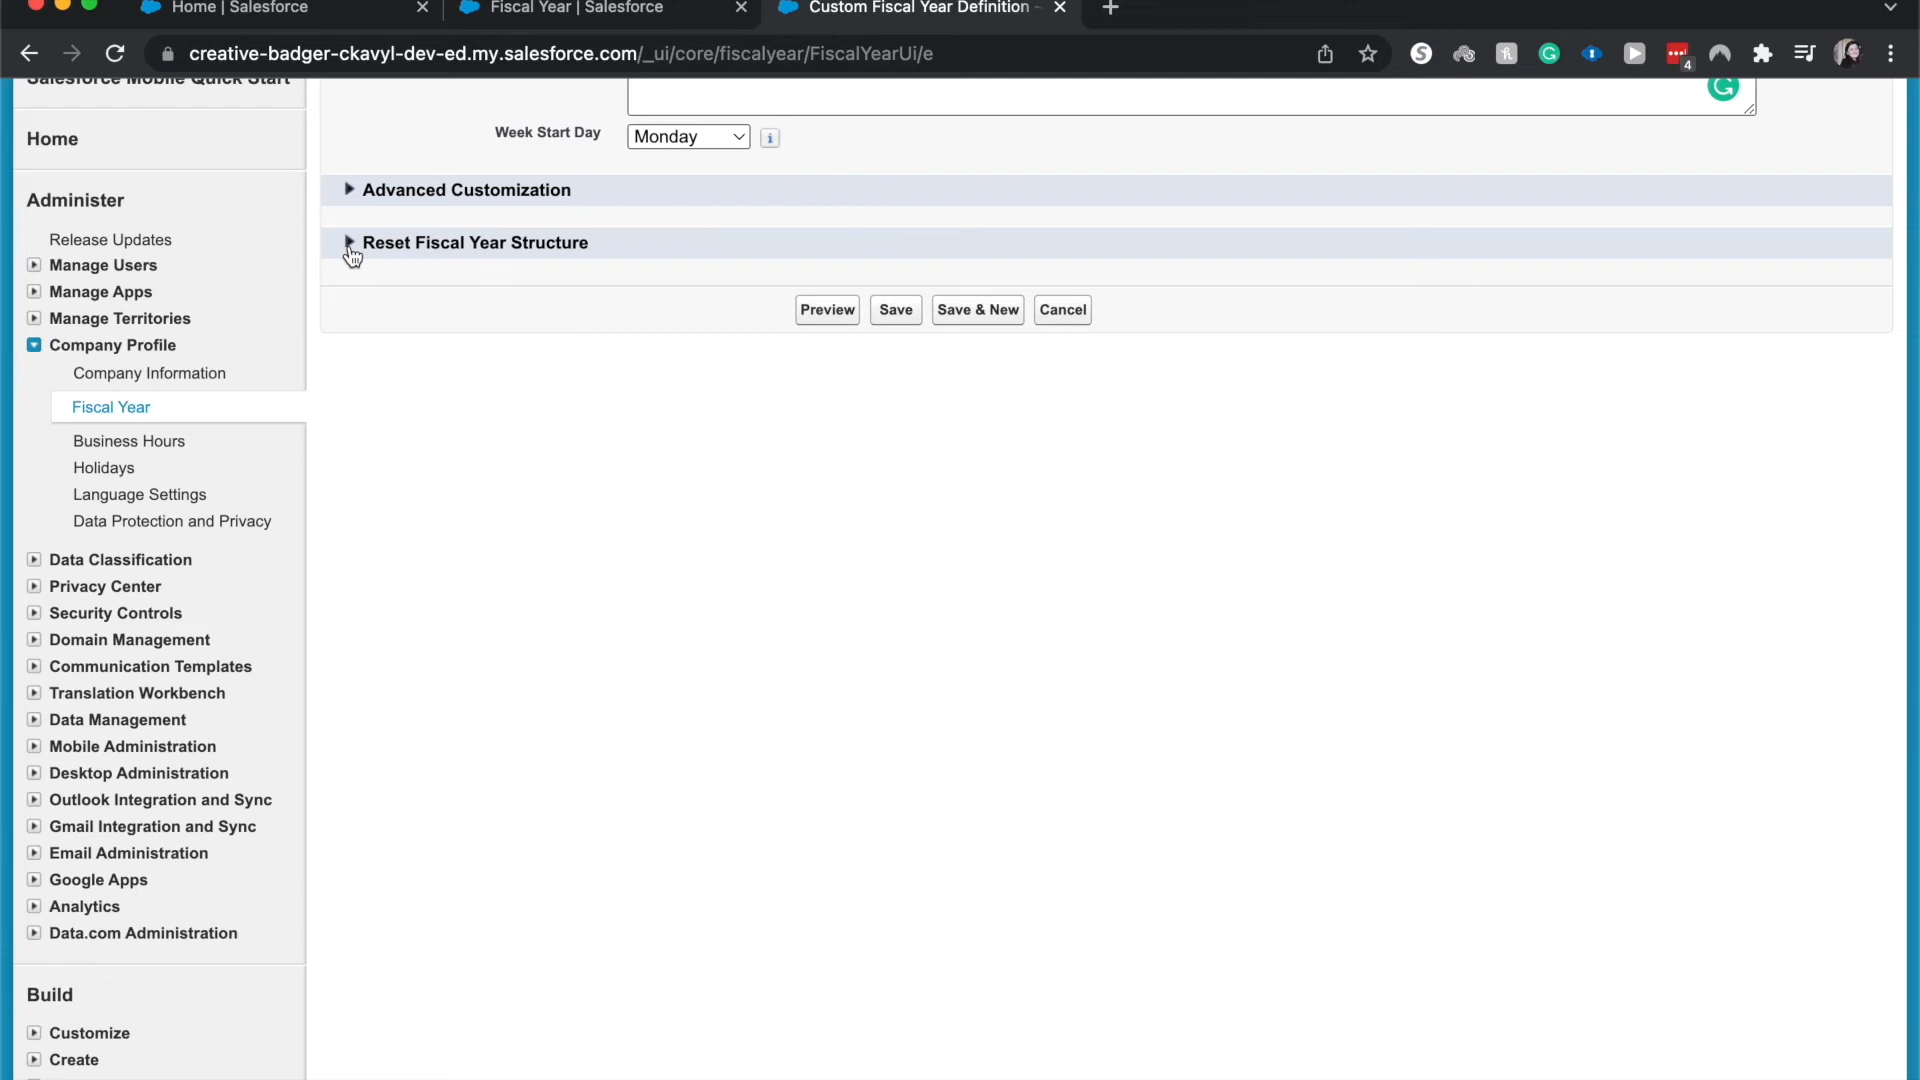 Home | Salesforce
Fiscal Year | Salesforce
Custom Fiscal Year Definition
creative-badger-ckavyl-dev-ed.my.salesforce.com/_ui/core/fiscalyear/FiscalYearUi/e
4
Salesforce Mobile Quick Start
Home
Administer
Release Updates
Manage Users
Manage Apps
Manage Territories
Company Profile
Company Information
Fiscal Year
Business Hours
Holidays
Language Settings
Data Protection and Privacy
Data Classification
Privacy Center
Security Controls
Domain Management
Communication Templates
Translation Workbench
Data Management
Mobile Administration
Desktop Administration
Outlook Integration and Sync
Gmail Integration and Sync
Email Administration
Google Apps
Analytics
Data.com Administration
Build
Customize
Create
Week Start Day Monday
Advanced Customization
Reset Fiscal Year Structure
Preview Save Save & New Cancel